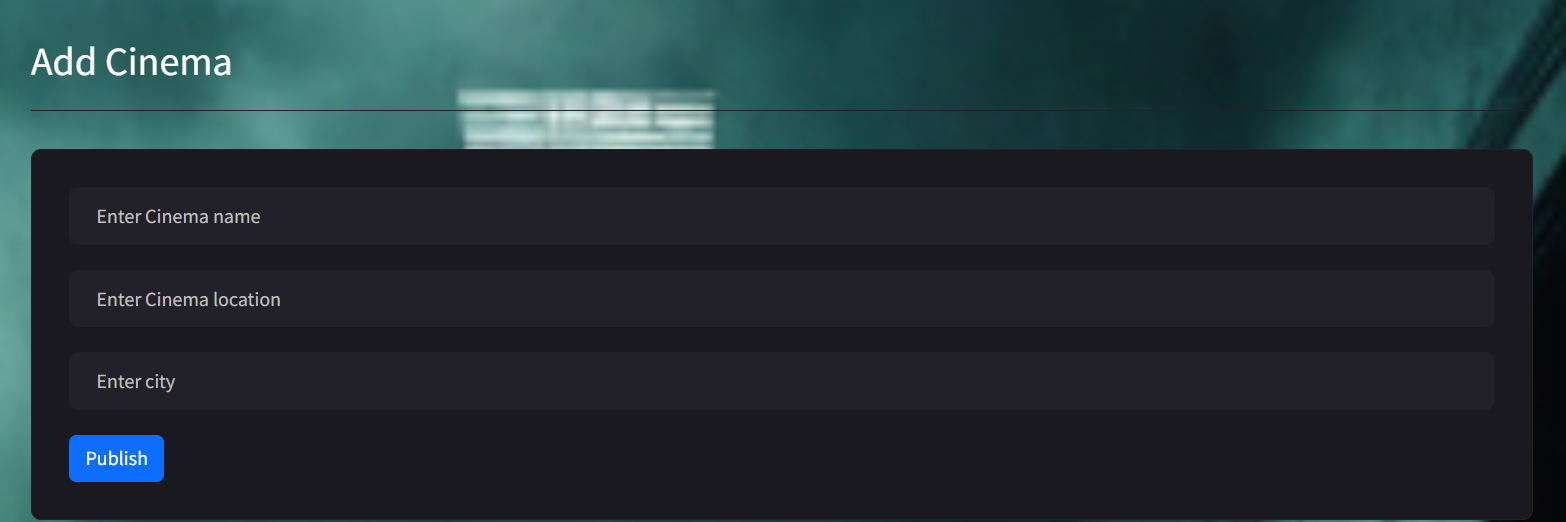 Add Cinema
Enter Cinema name
Enter Cinema location
Enter city
Publish